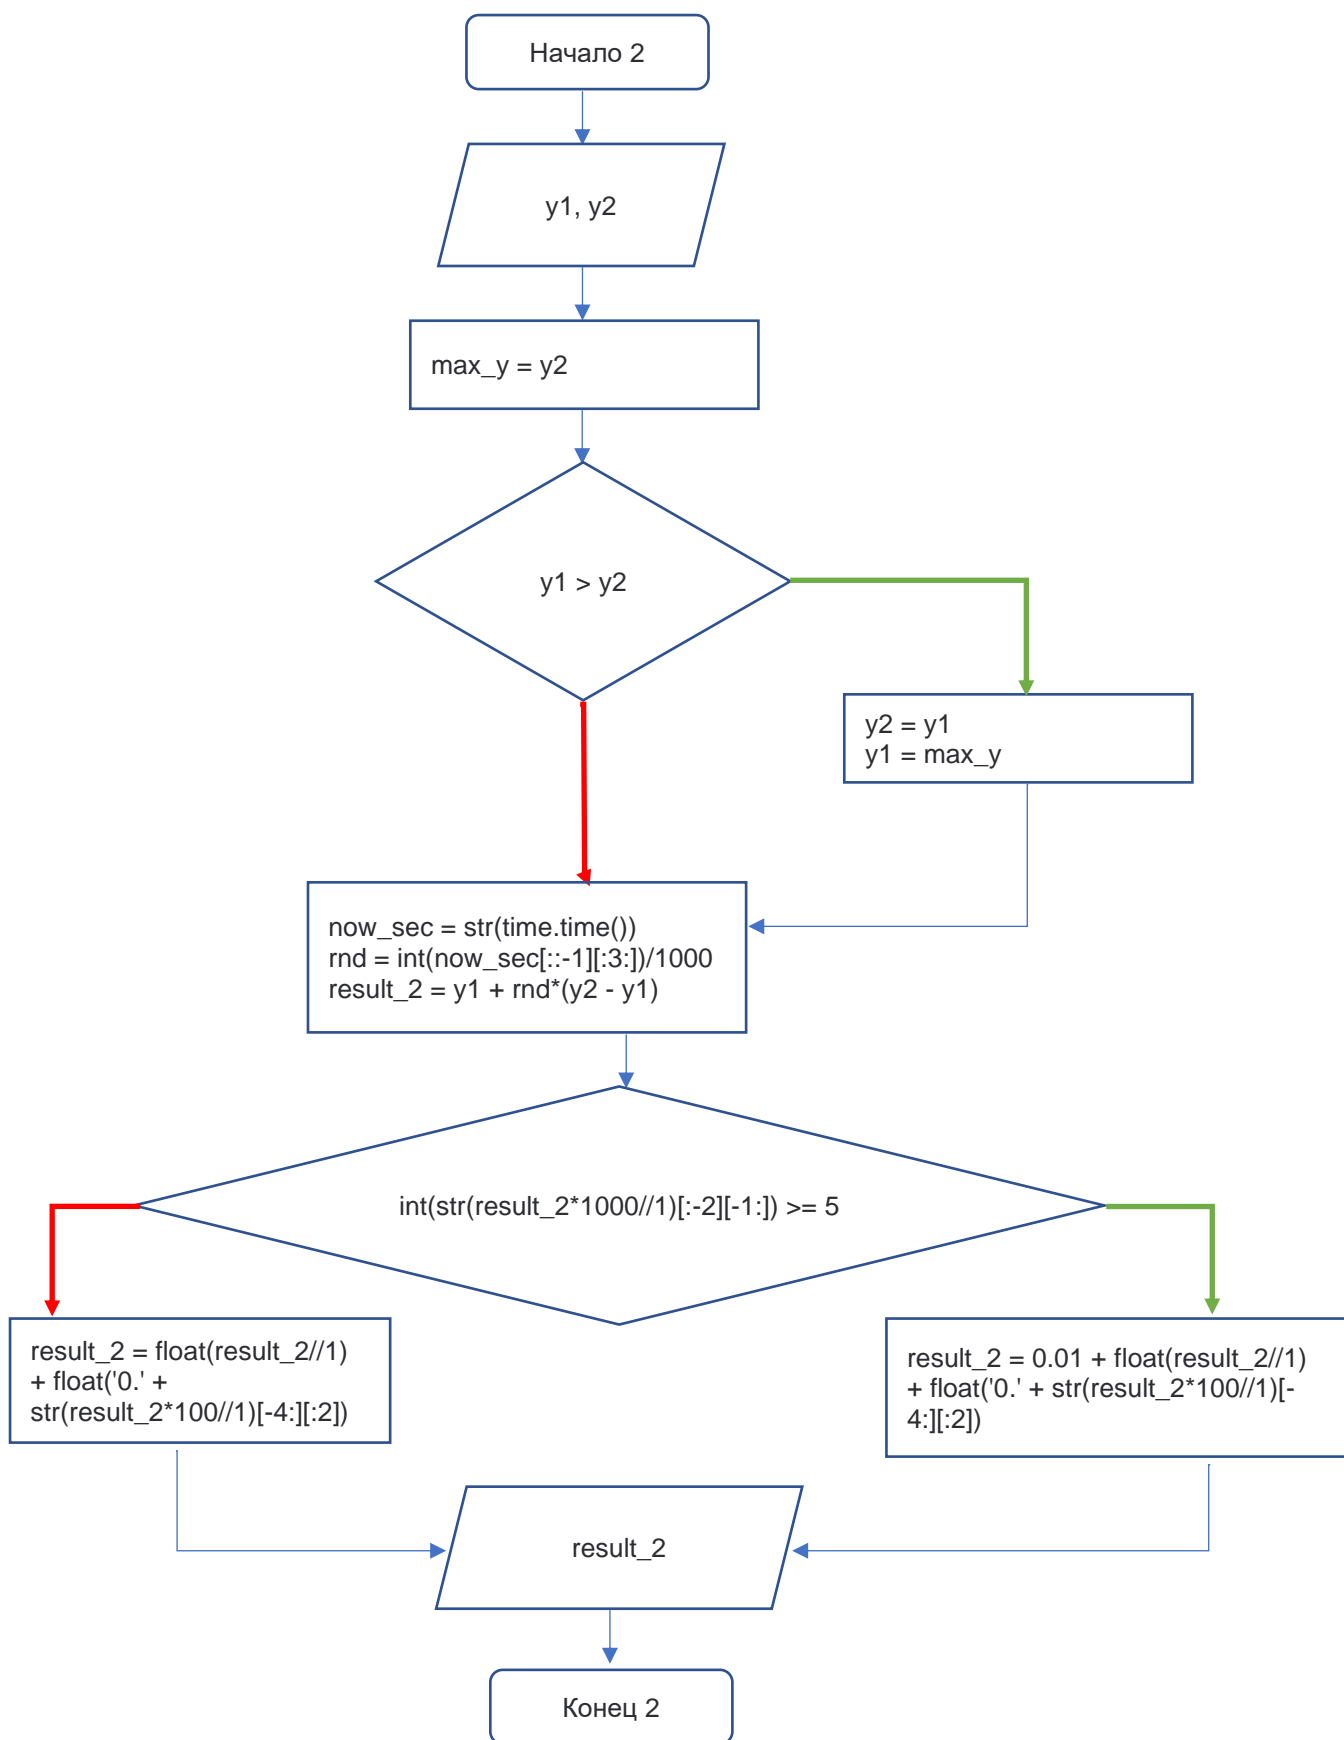 Начало 2
y1, y2
max_y = y2
y1 > y2
y2 = y1
y1 = max_y
now_sec = str(time.time())
rnd = int(now_sec[::-1][:3:])/1000
result_2 = y1 + rnd*(y2 - y1)
int(str(result_2*1000//1)[:-2][-1:]) >= 5
result_2 = float(result_2//1)
+ float('0.' +
str(result_2*100//1)[-4:][:2])
result_2 = 0.01 + float(result_2//1)
+ float('0.' + str(result_2*100//1)[-
4:][:2])
result_2
Конец 2